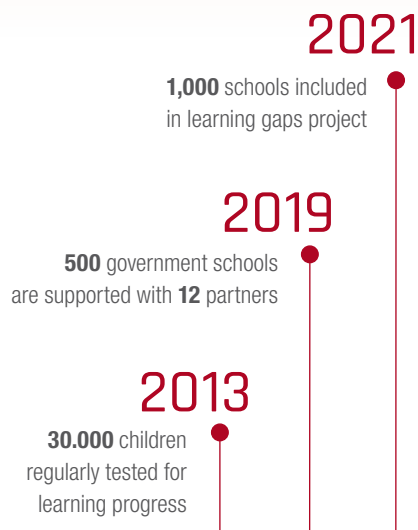 2021
1,000 schools included
in learning gaps project
2019
500 government schools
are supported with 12 partners
2013
30.000 children
regularly tested for
learning progress